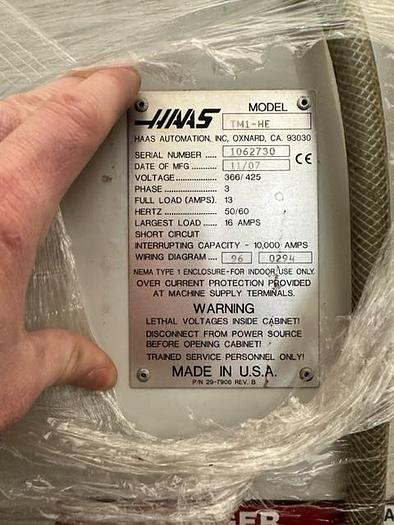 HAAS
MODEL
TM1-HE
HAAS AUTOMATION, INC, OXNARD, CA. 93030
SERIAL NUMBER .... 1062730
DATE OF MFG ........ 11/07 CE
VOLTAGE................ 366/425
PHASE .................... 3
FULL LOAD (AMPS). 13
HERTZ .................... 50/60
LARGEST LOAD.... 16 AMPS
SHORT CIRCUIT
INTERRUPTING CAPACITY - 10,000 AMPS
WIRING DIAGRAM .... 96 0294
NEMA TYPE 1 ENCLOSURE-FOR INDOOR USE ONLY.
OVER CURRENT PROTECTION PROVIDED
AT MACHINE SUPPLY TERMINALS.
WARNING
LETHAL VOLTAGES INSIDE CABINET!
DISCONNECT FROM POWER SOURCE
BEFORE OPENING CABINET!
TRAINED SERVICE PERSONNEL ONLY!
MADE IN U.S.A.
P/N 29-7906 REV. B